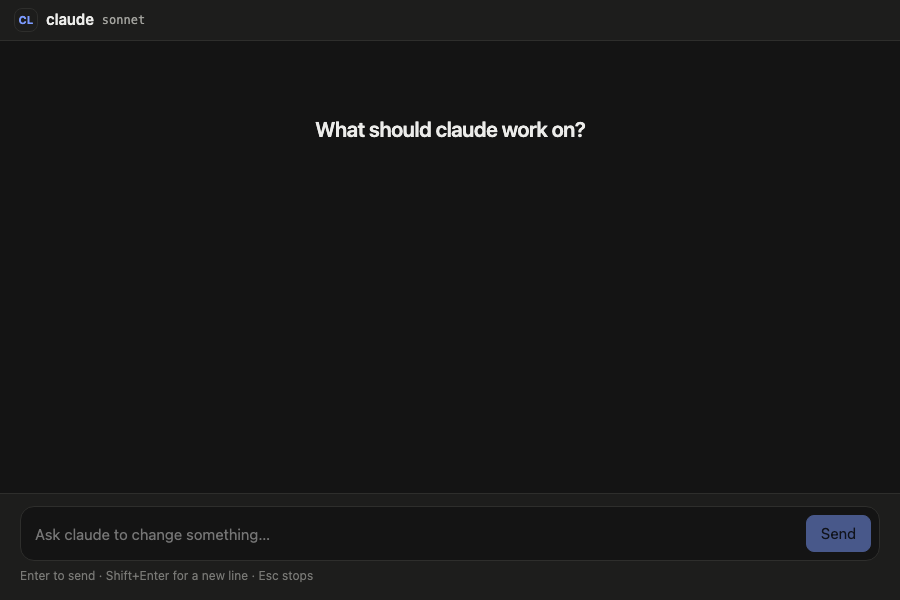 CL claude sonnet
What should claude work on?
Ask claude to change something...
Send
Enter to send · Shift+Enter for a new line · Esc stops